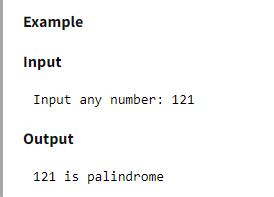 Example
Input
Input any number: 121
Output
121 is palindrome